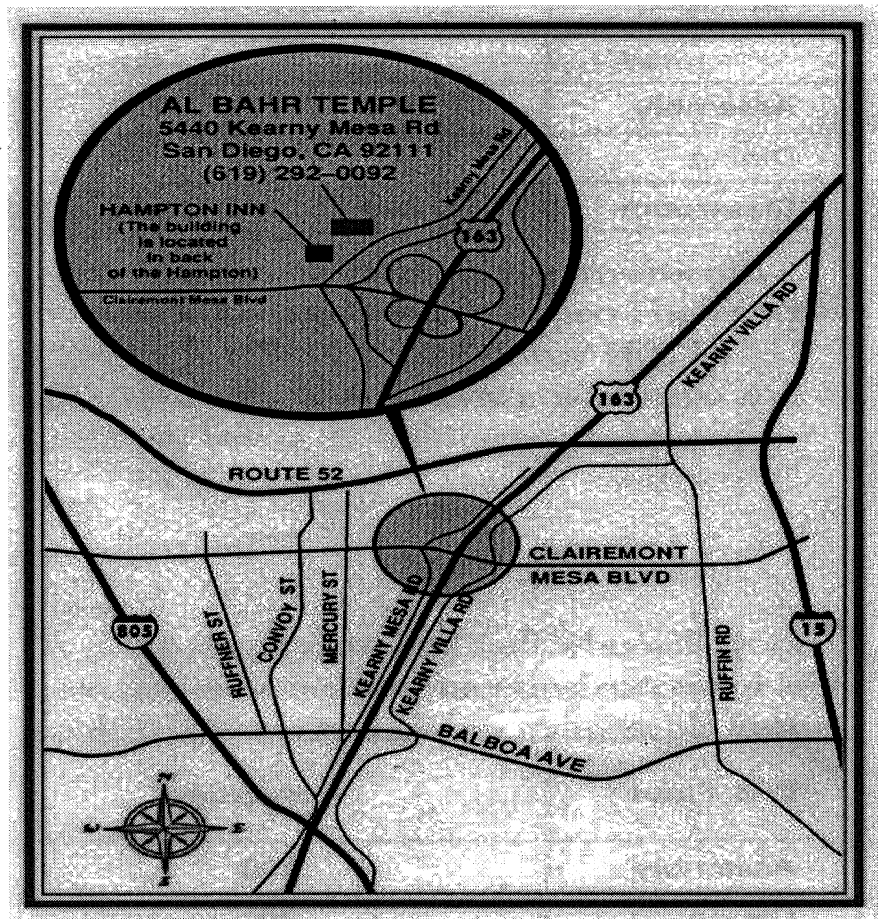 AL BAHR TEMPLE
5440 Kearny Mesa Rd
San Diego, CA 92111
(619) 292-0092
Kearny Mesa Rd
HAMPTON INN
(The building
is located
in back
of the Hampton)
163
Clairemont Mesa Blvd
KEARNY VILLA RD
163
ROUTE 52
CLAIREMONT
MESA BLVD
805
RUFFNER ST
CONVOY ST
MERCURY ST
KEARNY MESA RD
KEARNY VILLA RD
RUFFIN RD
15
BALBOA AVE
N